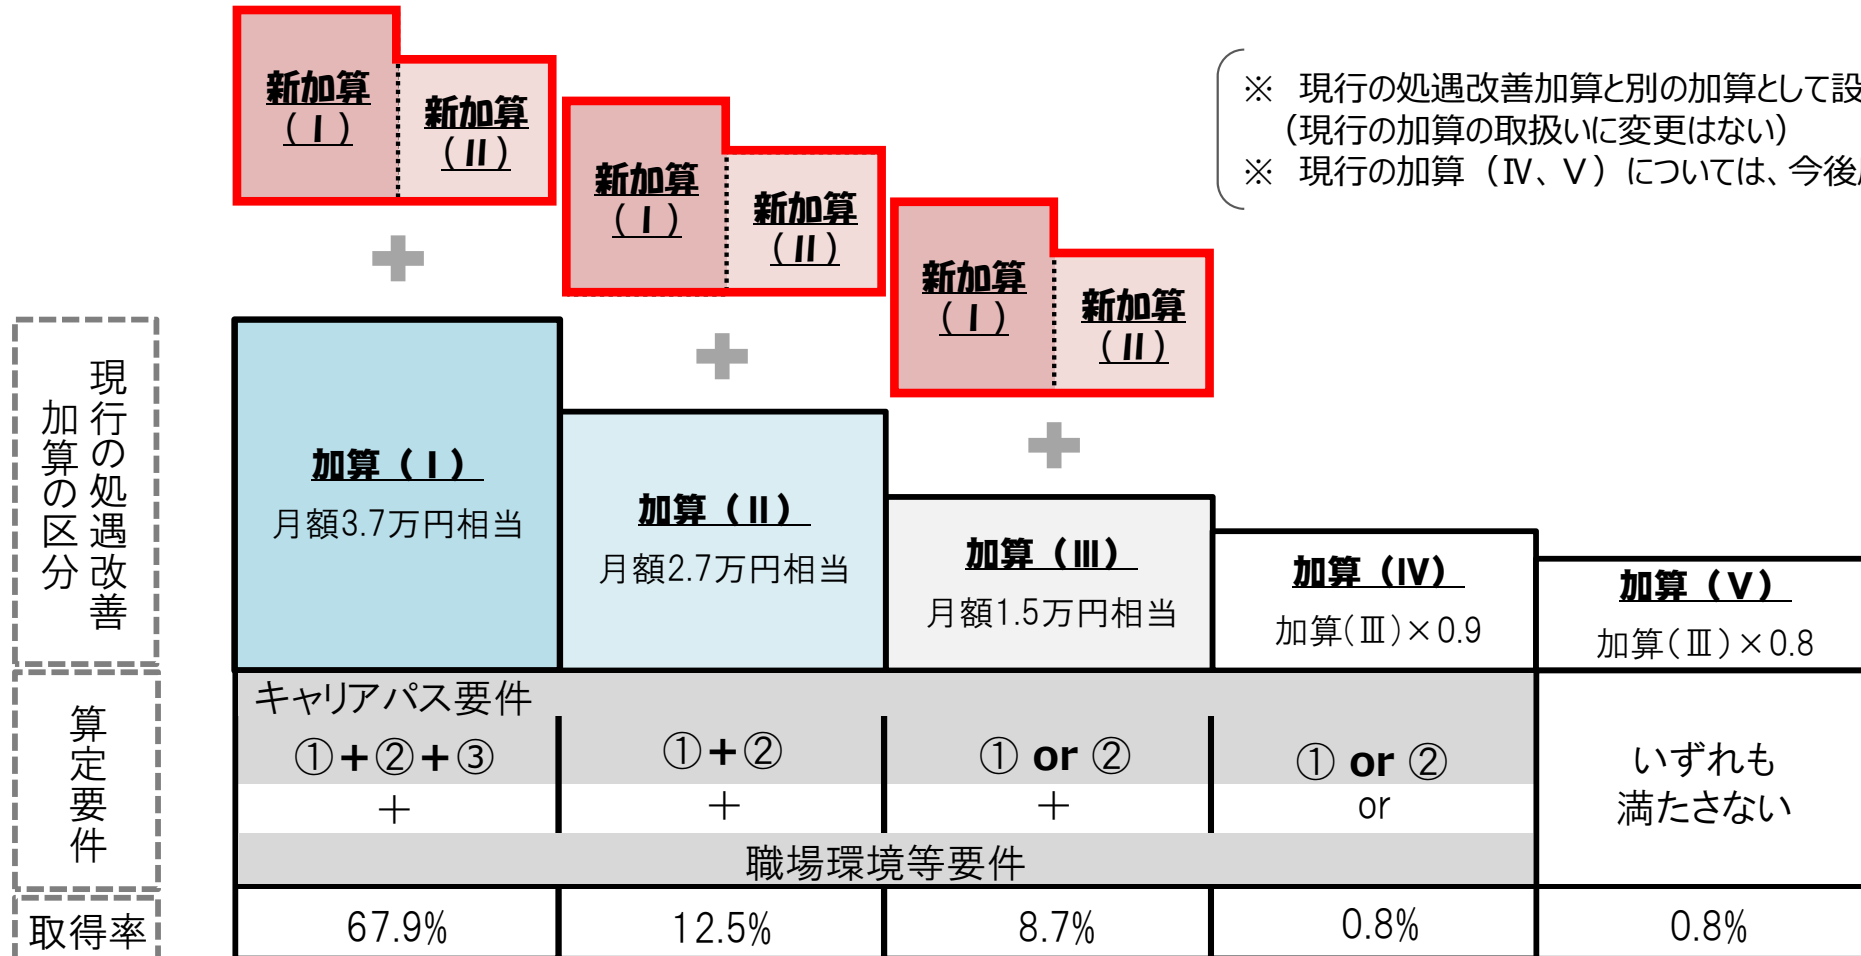 新加算
(Ⅰ)
新加算
(Ⅱ)
新加算
(Ⅰ)
新加算
(Ⅱ)
新加算
(Ⅰ)
新加算
(Ⅱ)
※ 現行の処遇改善加算と別の加算として設
（現行の加算の取扱いに変更はない）
※ 現行の加算（Ⅳ、Ⅴ）については、今後
現行の処遇改善
加算の区分
加算（Ⅰ）
月額3.7万円相当
加算（Ⅱ）
月額2.7万円相当
加算（Ⅲ）
月額1.5万円相当
加算（Ⅳ）
加算(Ⅲ)×0.9
加算（Ⅴ）
加算(Ⅲ)×0.8
算定要件
キャリアパス要件
①+②+③
①+②
① or ②
① or ②
＋
＋
＋
or
いずれも
満たさない
職場環境等要件
取得率
67.9%
12.5%
8.7%
0.8%
0.8%